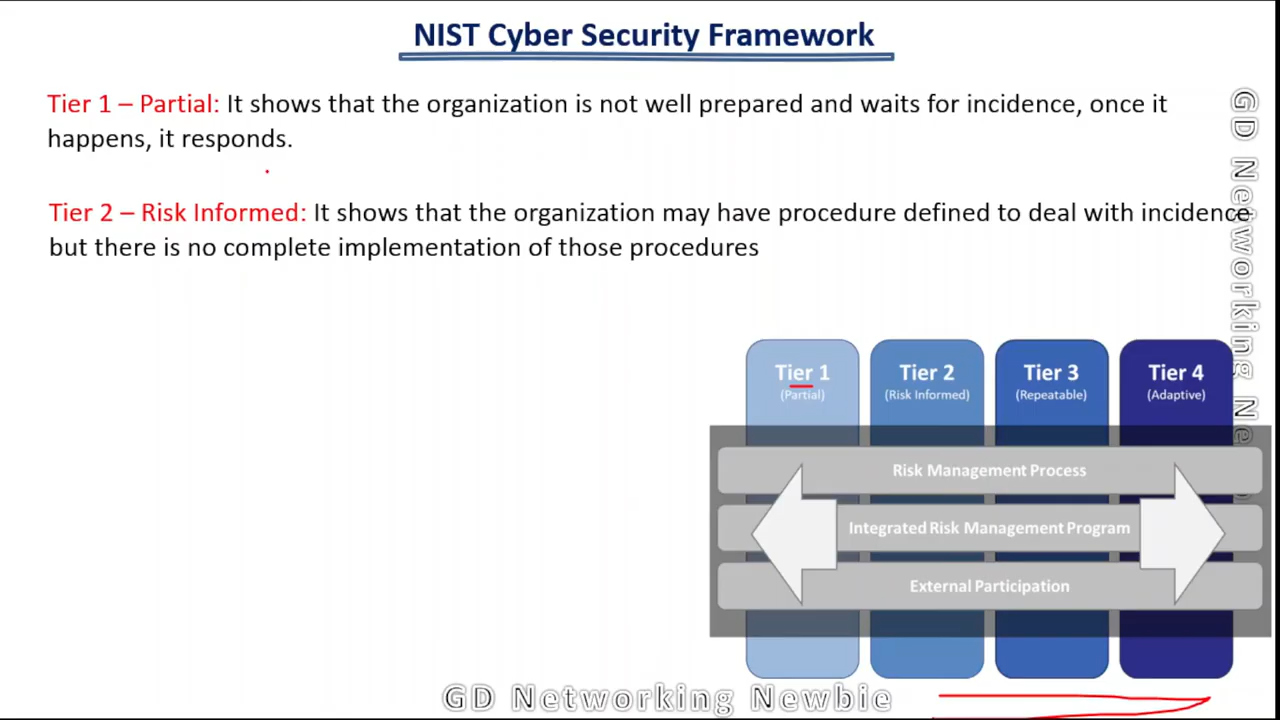 NIST Cyber Security Framework
Tier 1 – Partial: It shows that the organization is not well prepared and waits for incidence, once it
happens, it responds.
Tier 2 – Risk Informed: It shows that the organization may have procedure defined to deal with incidence
but there is no complete implementation of those procedures
Tier 1
(Partial)
Tier 2
(Risk Informed)
Tier 3
(Repeatable)
Tier 4
(Adaptive)
Risk Management Process
Integrated Risk Management Program
External Participation
GD Networking Newbie
GD Networking Ne